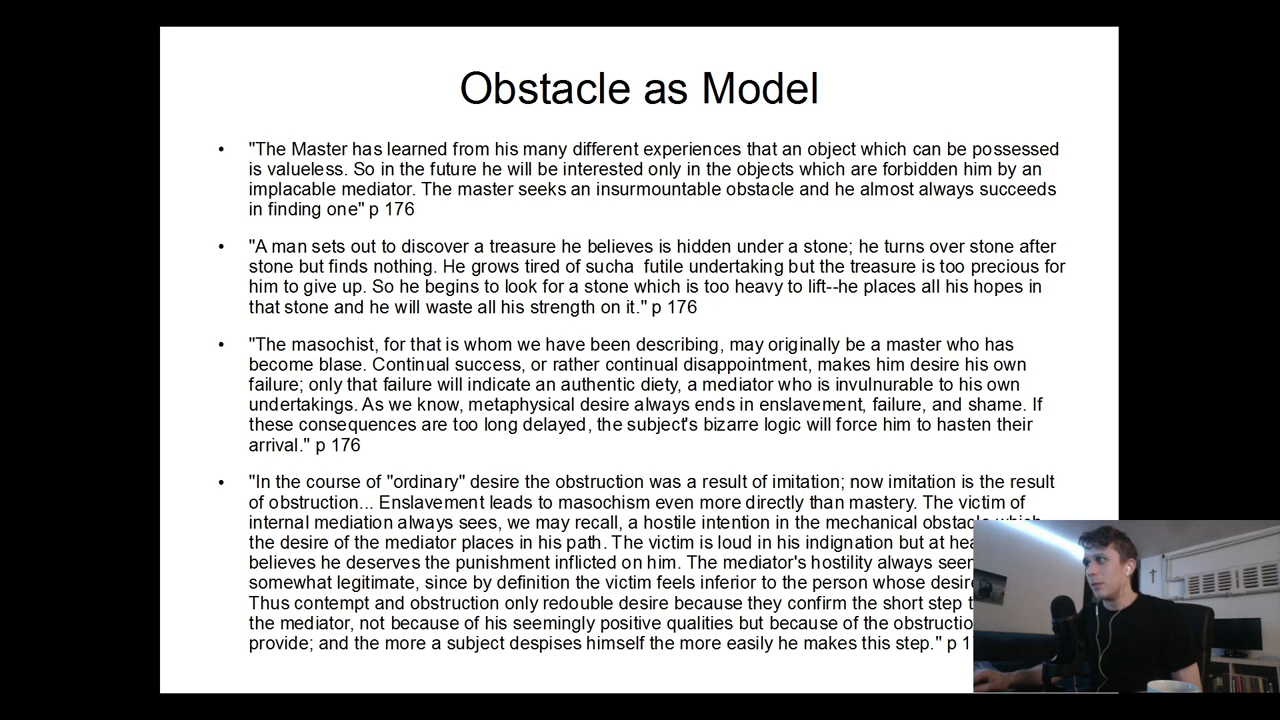 Obstacle as Model
• "The Master has learned from his many different experiences that an object which can be possessed
is valueless. So in the future he will be interested only in the objects which are forbidden him by an
implacable mediator. The master seeks an insurmountable obstacle and he almost always succeeds
in finding one" p 176
• "A man sets out to discover a treasure he believes is hidden under a stone; he turns over stone after
stone but finds nothing. He grows tired of sucha  futile undertaking but the treasure is too precious for
him to give up. So he begins to look for a stone which is too heavy to lift--he places all his hopes in
that stone and he will waste all his strength on it." p 176
• "The masochist, for that is whom we have been describing, may originally be a master who has
become blase. Continual success, or rather continual disappointment, makes him desire his own
failure; only that failure will indicate an authentic diety, a mediator who is invulnurable to his own
undertakings. As we know, metaphysical desire always ends in enslavement, failure, and shame. If
these consequences are too long delayed, the subject's bizarre logic will force him to hasten their
arrival." p 176
• "In the course of "ordinary" desire the obstruction was a result of imitation; now imitation is the result
of obstruction... Enslavement leads to masochism even more directly than mastery. The victim of
internal mediation always sees, we may recall, a hostile intention in the mechanical obstacle which
the desire of the mediator places in his path. The victim is loud in his indignation but at
believes he deserves the punishment inflicted on him. The mediator's hostility always
somewhat legitimate, since by definition the victim feels inferior to the person whose
Thus contempt and obstruction only redouble desire because they confirm the short step
the mediator, not because of his seemingly positive qualities but because of the
provide; and the more a subject despises himself the more easily he makes this step." p